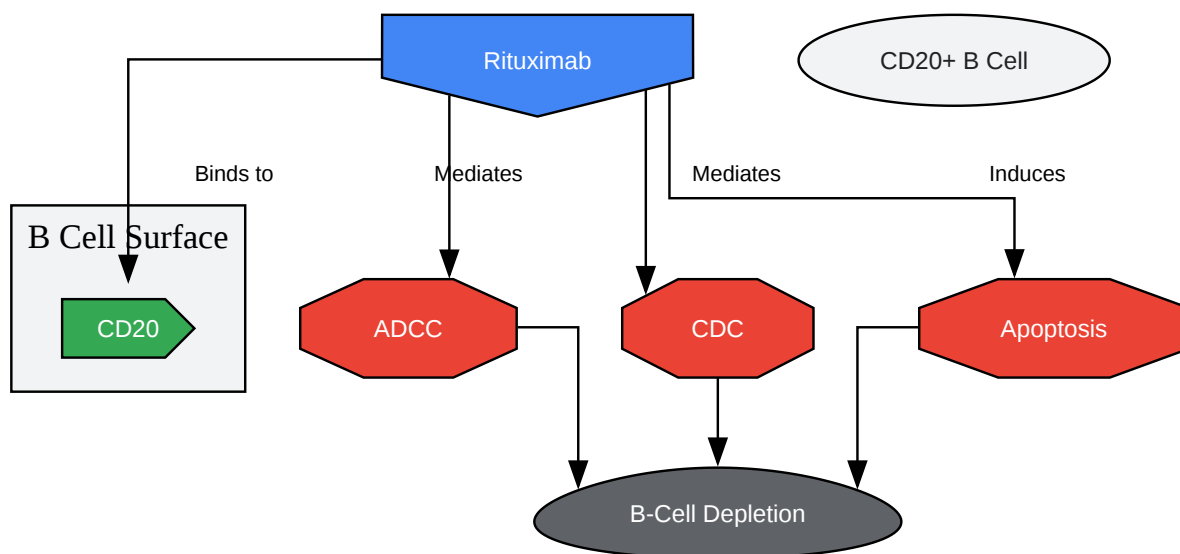 Rituximab
CD20+ B Cell
Binds to
Mediates
Mediates
Induces
B Cell Surface
CD20
ADCC
CDC
Apoptosis
B-Cell Depletion